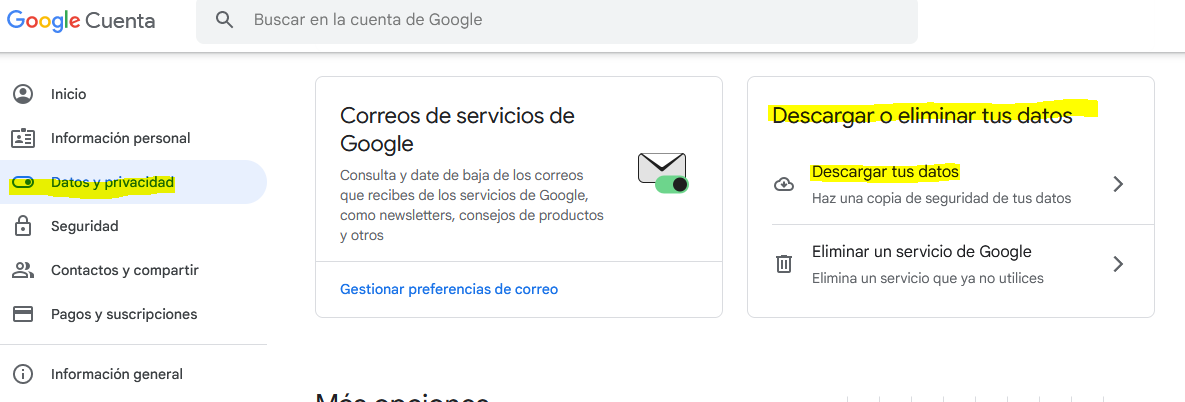 Google Cuenta
Buscar en la cuenta de Google
Inicio
Información personal
Datos y privacidad
Seguridad
Contactos y compartir
Pagos y suscripciones
Información general
Correos de servicios de
Google
Consulta y date de baja de los correos
que recibes de los servicios de Google,
como newsletters, consejos de productos
y otros
Gestionar preferencias de correo
Descargar o eliminar tus datos
Descargar tus datos
Haz una copia de seguridad de tus datos
Eliminar un servicio de Google
Elimina un servicio que ya no utilices
Más opciones